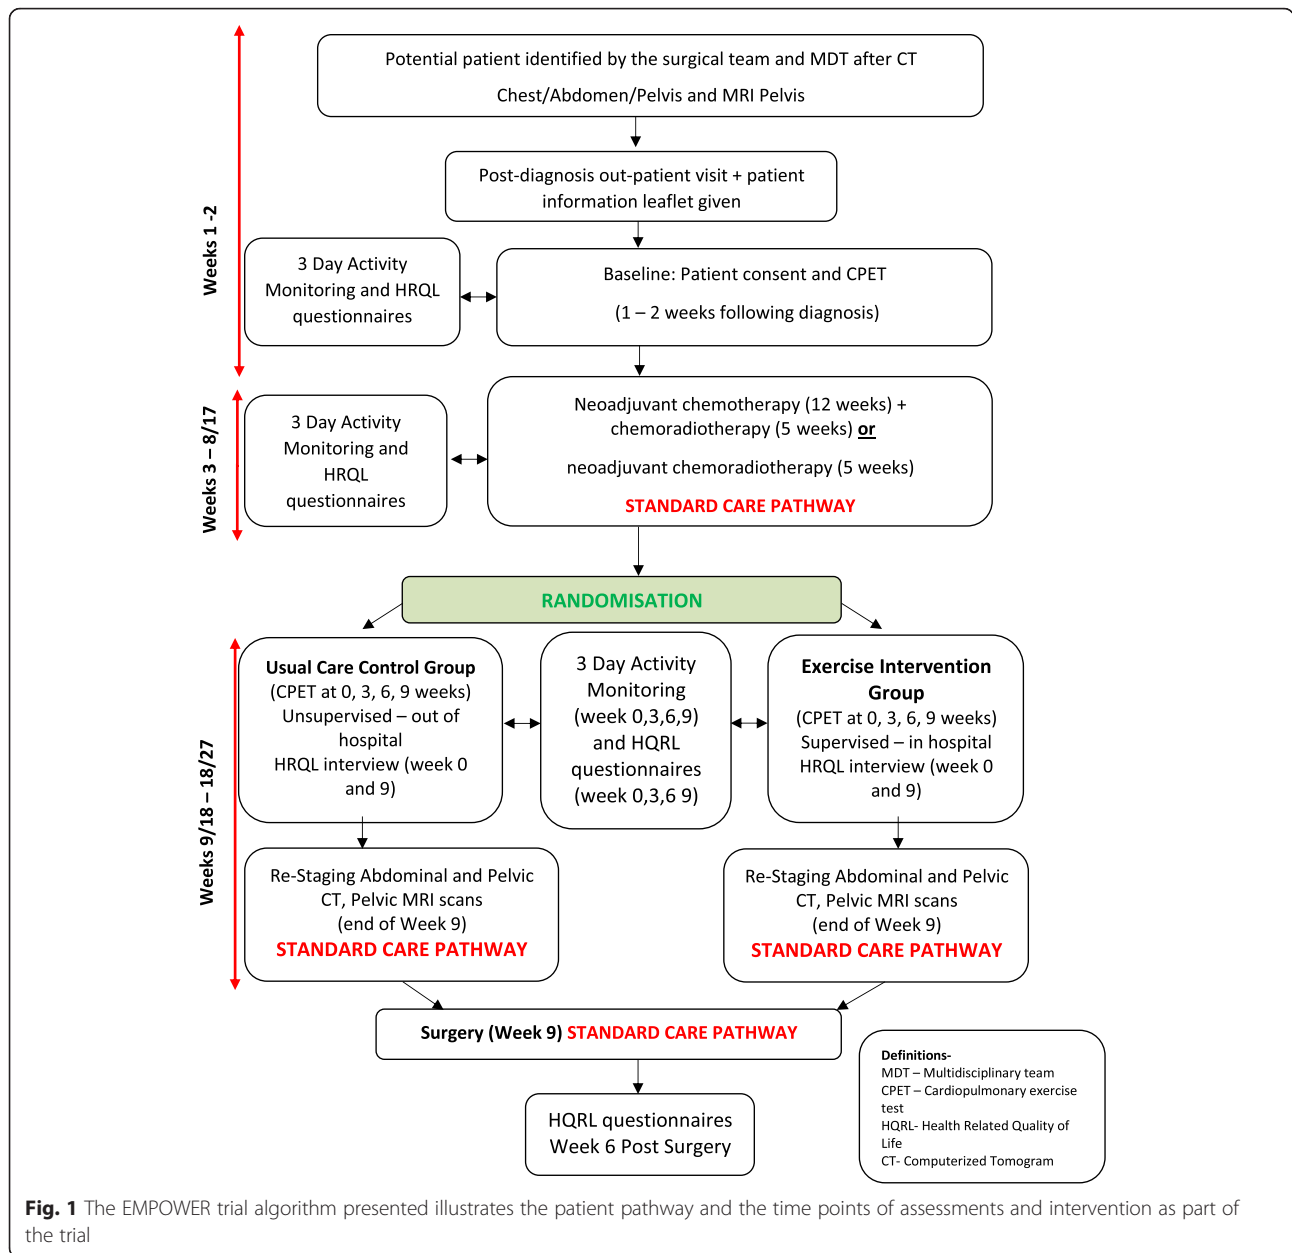 Potential patient identified by the surgical team and MDT after CT
Chest/Abdomen/Pelvis and MRI Pelvis
Post-diagnosis out-patient visit + patient
information leaflet given
Weeks 1 -2
3 Day Activity
Monitoring and HRQL
questionnaires
Baseline: Patient consent and CPET
(1 – 2 weeks following diagnosis)
Weeks 3 – 8/17
3 Day Activity
Monitoring and
HRQL
questionnaires
Neoadjuvant chemotherapy (12 weeks) +
chemoradiotherapy (5 weeks) or
neoadjuvant chemoradiotherapy (5 weeks)
STANDARD CARE PATHWAY
RANDOMISATION
Weeks 9/18 – 18/27
Usual Care Control Group
(CPET at 0, 3, 6, 9 weeks)
Unsupervised – out of
hospital
HRQL interview (week 0
and 9)
3 Day Activity
Monitoring
(week 0,3,6,9)
and HQRL
questionnaires
(week 0,3,6 9)
Exercise Intervention
Group
(CPET at 0, 3, 6, 9 weeks)
Supervised – in hospital
HRQL interview (week 0
and 9)
Re-Staging Abdominal and Pelvic
CT, Pelvic MRI scans
(end of Week 9)
STANDARD CARE PATHWAY
Re-Staging Abdominal and Pelvic
CT, Pelvic MRI scans
(end of Week 9)
STANDARD CARE PATHWAY
Surgery (Week 9) STANDARD CARE PATHWAY
HQRL questionnaires
Week 6 Post Surgery
Definitions-
MDT – Multidisciplinary team
CPET – Cardiopulmonary exercise
test
HQRL- Health Related Quality of
Life
CT- Computerized Tomogram
Fig. 1 The EMPOWER trial algorithm presented illustrates the patient pathway and the time points of assessments and intervention as part of
the trial